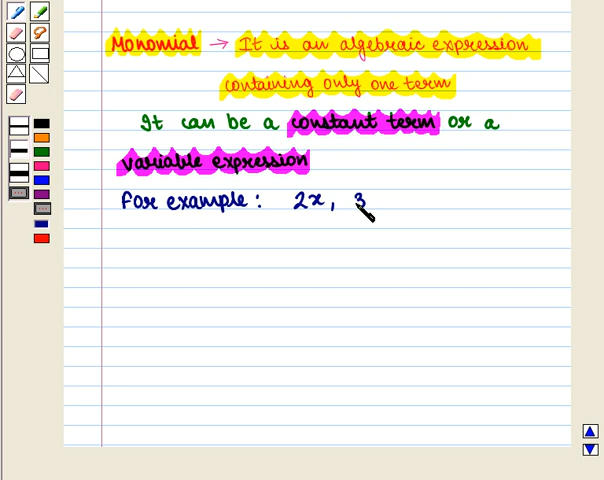 Monomial → It is an algebraic expression
containing only one term
It can be a constant term or a
variable expression
For example : 2x, 3